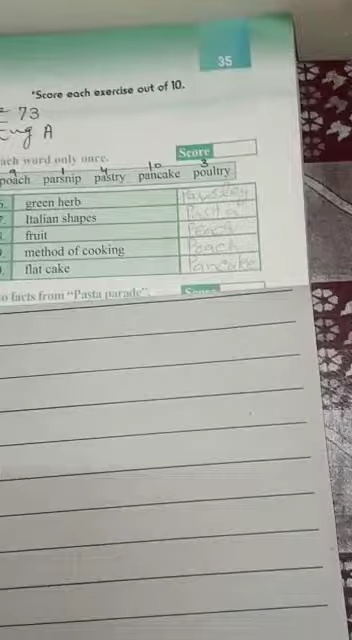 35
*Score each exercise out of 10.
73
A
ach word only once.
Score
9 1 4 10 3
poach parsnip pastry pancake poultry
green herb Parsley
Italian shapes Pasta
fruit Peach
method of cooking Poach
flat cake Pancake
o facts from “Pasta parade”.
Score